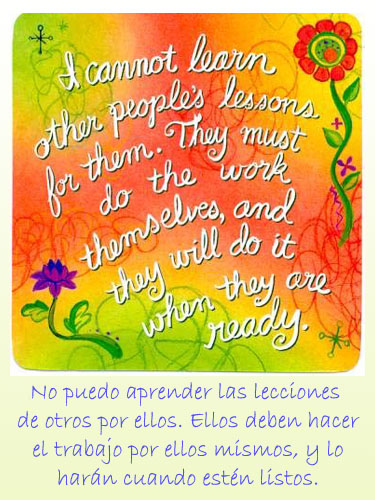 I cannot learn
other people's lessons
for them. They must
do the work
themselves, and
they will do it
when they are
ready.
No puedo aprender las lecciones
de otros por ellos. Ellos deben hacer
el trabajo por ellos mismos, y lo
harán cuando estén listos.